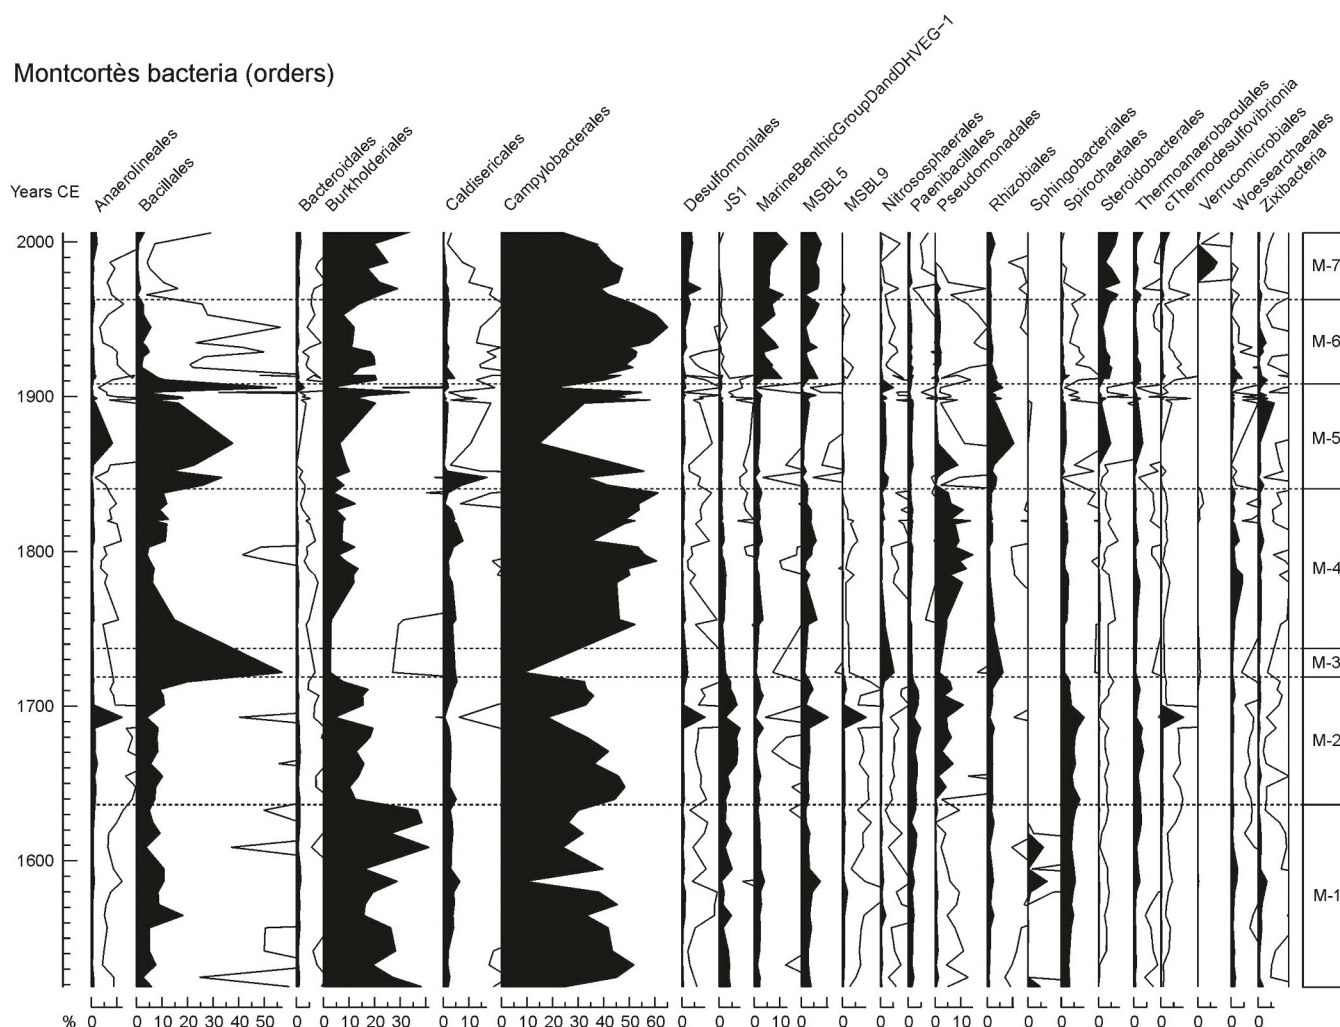 Montcortès bacteria (orders)
Years CE
Anaerolineales
Bacillales
Bacteroidales
Burkholderiales
Caldisericales
Campylobacterales
Desulfomonilales
JS1
MarineBenthicGroupDandDHVEG-1
MSBL5
MSBL9
Nitrososphaerales
Paenibacillales
Pseudomonadales
Rhizobiales
Sphingobacteriales
Spirochaetales
Steroidobacterales
Thermoanaerobaculales
cThermodesulfovibrionia
Verrucomicrobiales
Woesearchaeales
Zixibacteria
2000
1900
1800
1700
1600
M-7
M-6
M-5
M-4
M-3
M-2
M-1
% 0 0 10 20 30 40 50 0 0 10 20 30 0 10 0 10 20 30 40 50 60 0 0 0 0 0 0 0 0 10 0 0 0 0 0 0 0 0 0